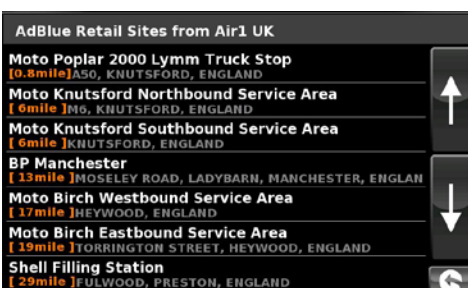 AdBlue Retail Sites from Air1 UK
Moto Poplar 2000 Lymm Truck Stop
[0.8mile]A50, KNUTSFORD, ENGLAND
Moto Knutsford Northbound Service Area
[ 6mile ]M6, KNUTSFORD, ENGLAND
Moto Knutsford Southbound Service Area
[ 6mile ]KNUTSFORD, ENGLAND
BP Manchester
[ 13mile ]MOSELEY ROAD, LADYBARN, MANCHESTER, ENGLAN
Moto Birch Westbound Service Area
[ 17mile ]HEYWOOD, ENGLAND
Moto Birch Eastbound Service Area
[ 19mile ]TORRINGTON STREET, HEYWOOD, ENGLAND
Shell Filling Station
[ 29mile ]FULWOOD, PRESTON, ENGLAND